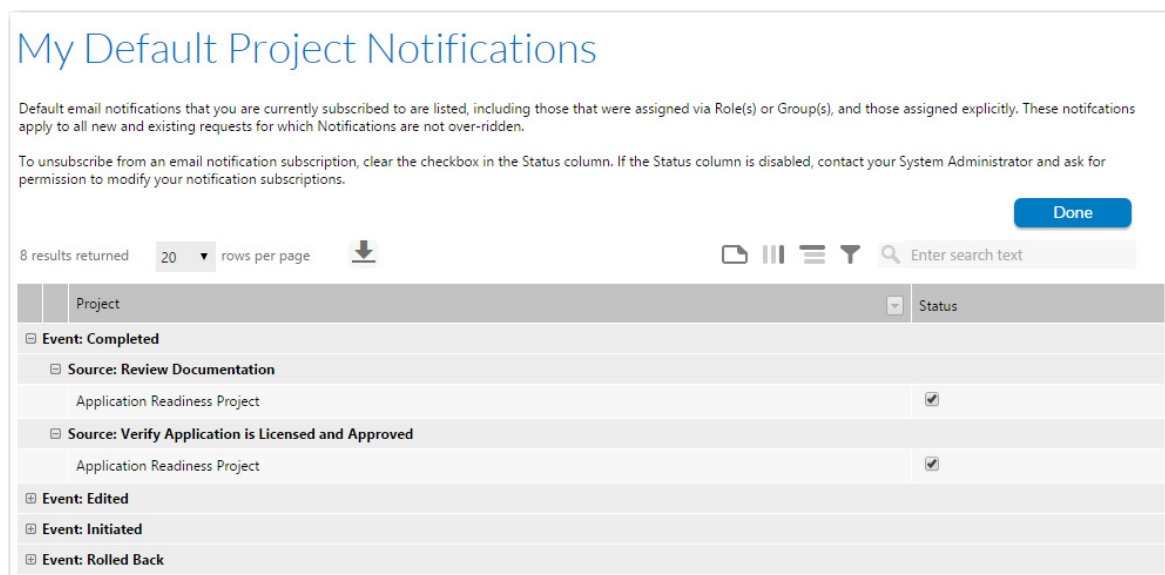 My Default Project Notifications
Default email notifications that you are currently subscribed to are listed, including those that were assigned via Role(s) or Group(s), and those assigned explicitly. These notifcations
apply to all new and existing requests for which Notifications are not over-ridden.
To unsubscribe from an email notification subscription, clear the checkbox in the Status column. If the Status column is disabled, contact your System Administrator and ask for
permission to modify your notification subscriptions.
Done
8 results returned 20 rows per page Enter search text
Project Status
Event: Completed
Source: Review Documentation
Application Readiness Project
Source: Verify Application is Licensed and Approved
Application Readiness Project
Event: Edited
Event: Initiated
Event: Rolled Back